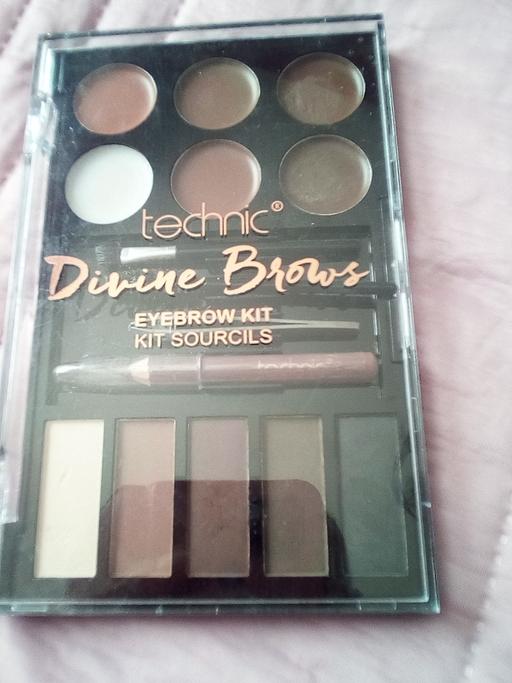 technic®
Divine Brows
EYEBROW KIT
KIT SOURCILS
technic